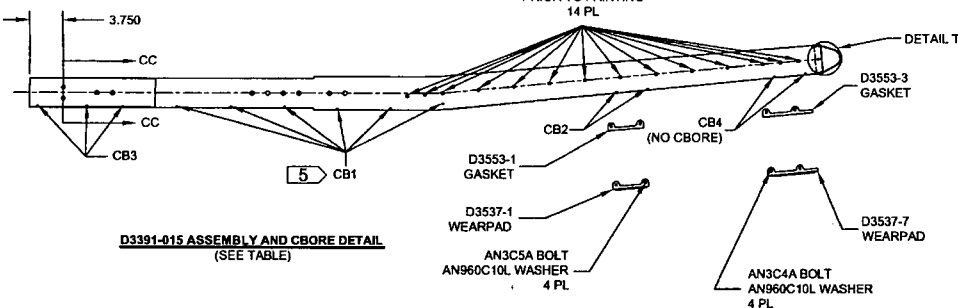 14 PL
3.750
CC
DETAIL T
D3553-3
GASKET
CC
CB3
5
CB1
CB2
CB4
(NO CBORE)
D3553-1
GASKET
D3537-1
WEARPAD
D3537-7
WEARPAD
D3391-015 ASSEMBLY AND CBORE DETAIL
(SEE TABLE)
AN3C5A BOLT
AN960C10L WASHER
4 PL
AN3C4A BOLT
AN960C10L WASHER
4 PL